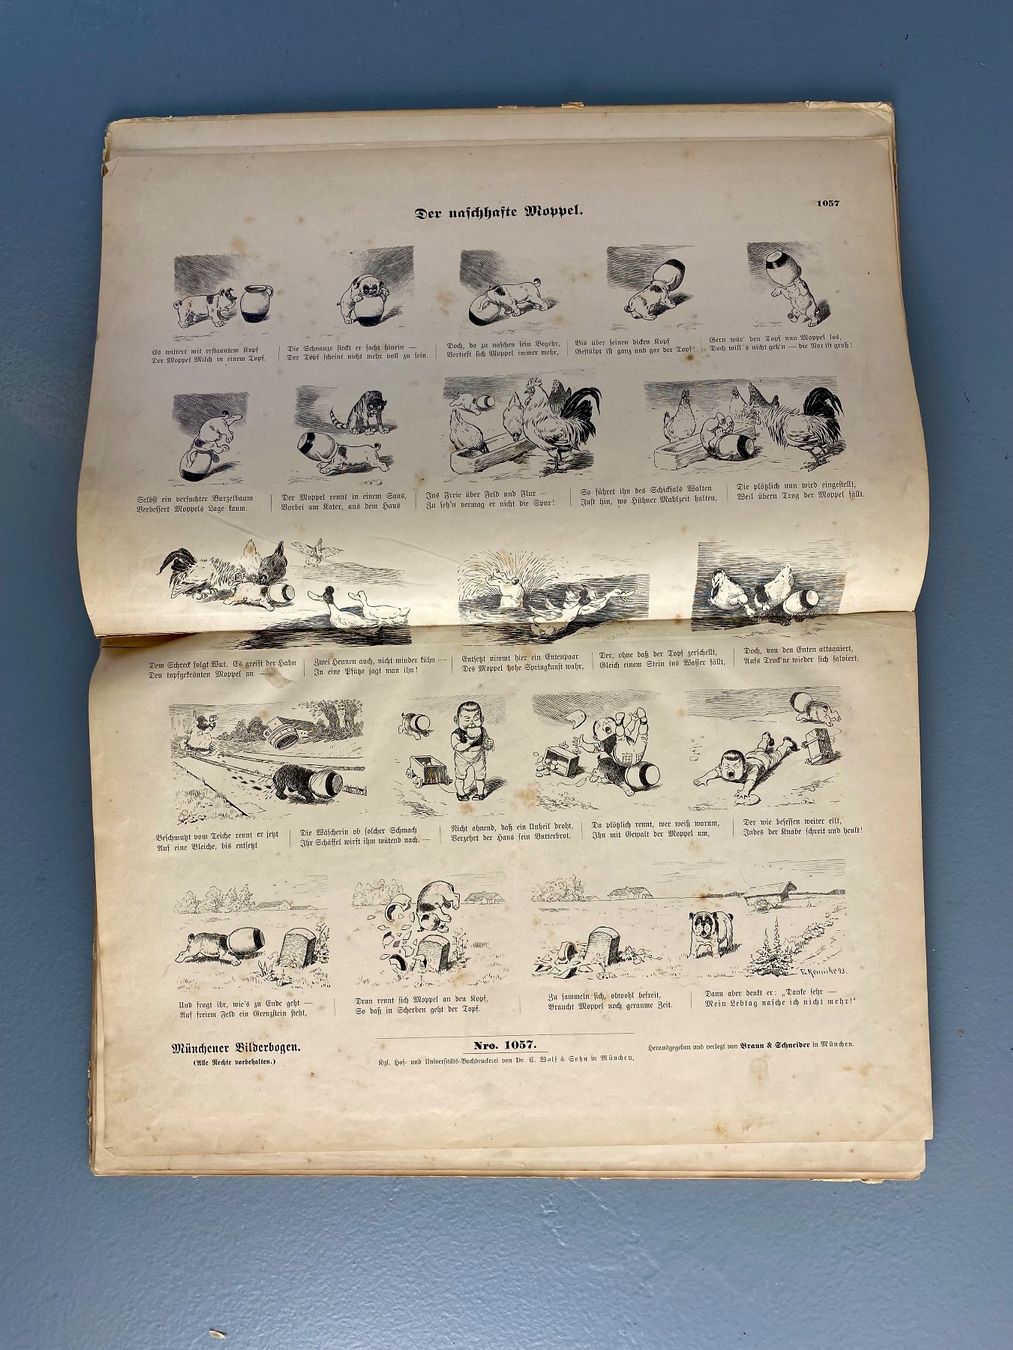 Der naschhafte Moppel.
1057
Es wittert mit erstauntem Kopf
Der Moppel Milch in einem Topf.
Die Schnauze steckt er sacht hinein —
Der Topf scheint nicht mehr voll zu sein.
Doch, da zu naschen sein Begehr,
Vertieft sich Moppel immer mehr,
Bis über seinen dicken Kopf
Gestülpt ist ganz und gar der Topf.
Gern wär' den Topf nun Moppel los,
Doch will's nicht geh'n — die Not ist groß!
Selbst ein versuchter Purzelbaum
Verbessert Moppels Lage kaum.
Der Moppel rennt in einem Saus,
Vorbei am Kater, aus dem Haus
Ins Freie über Feld und Flur —
Zu seh'n vermag er nicht die Spur!
So führet ihn des Schicksals Walten
Just hin, wo Hühner Mahlzeit halten,
Die plötzlich nun wird eingestellt,
Weil übern Trog der Moppel fällt.
Dem Schreck folgt Wut. Es greift der Hahn
Den topfgekrönten Moppel an —
Zwei Hennen auch, nicht minder kühn —
In eine Pfütze jagt man ihn!
Entsetzt nimmt hier ein Entenpaar
Des Moppel hohe Springkunst wahr,
Der, ohne daß der Topf zerschellt,
Gleich einem Stein ins Wasser fällt,
Doch, von den Enten attaquiert,
Aufs Trock'ne wieder sich salviert.
Beschmutzt vom Teiche rennt er jetzt
Auf eine Bleiche, bis entsetzt
Die Wäscherin ob solcher Schmach
Ihr Schäffel wirft ihm wütend nach. —
Nicht ahnend, daß ein Unheil droht,
Verzehrt der Hans sein Butterbrot.
Da plötzlich rennt, wer weiß warum,
Ihn mit Gewalt der Moppel um,
Der wie besessen weiter eilt,
Indes der Knabe schreit und heult!
Und fragt ihr, wie's zu Ende geht —
Auf freiem Feld ein Grenzstein steht,
Dran rennt sich Moppel an den Kopf,
So daß in Scherben geht der Topf.
Zu sammeln sich, obwohl befreit,
Braucht Moppel noch geraume Zeit.
Dann aber denkt er: „Danke sehr —
Mein Lebtag nasche ich nicht mehr!"
Münchener Bilderbogen.
(Alle Rechte vorbehalten.)
Nro. 1057.
Kgl. Hof- und Universitäts-Buchdruckerei von Dr. C. Wolf & Sohn in München.
Herausgegeben und verlegt von Braun & Schneider in München.